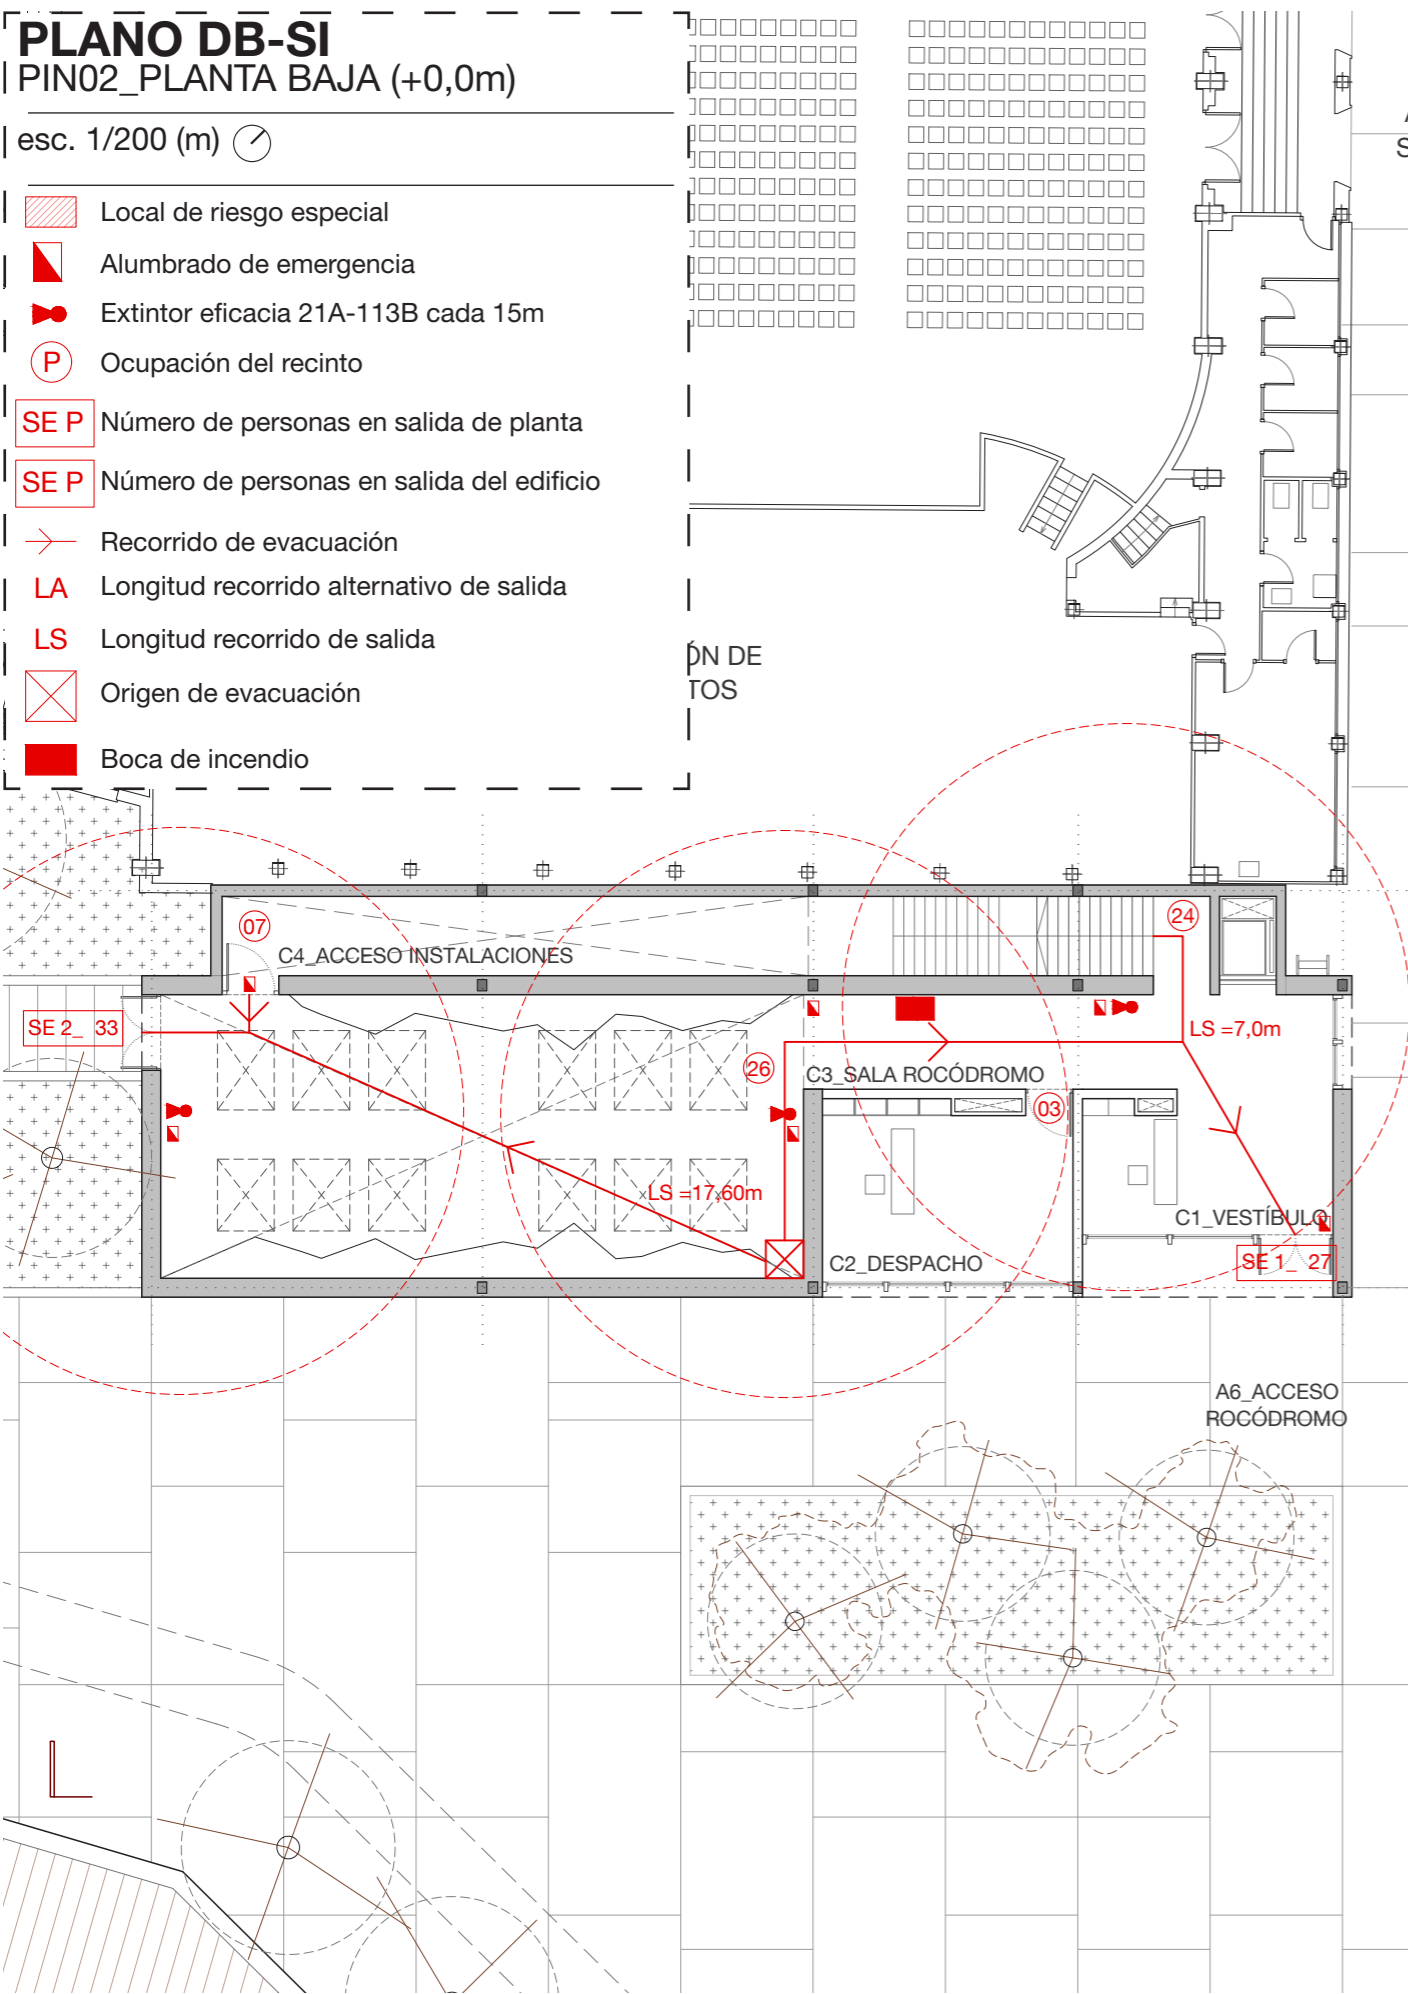 PLANO DB-SI
PIN02_PLANTA BAJA (+0,0m)
esc. 1/200 (m)
Local de riesgo especial
Alumbrado de emergencia
Extintor eficacia 21A-113B cada 15m
P Ocupación del recinto
SE P Número de personas en salida de planta
SE P Número de personas en salida del edificio
Recorrido de evacuación
LA Longitud recorrido alternativo de salida
LS Longitud recorrido de salida
Origen de evacuación
Boca de incendio
ÓN DE
TOS
07
24
C4_ACCESO INSTALACIONES
SE 2_ 33
LS =7,0m
26
C3_SALA ROCÓDROMO
03
LS =17,60m
C1_VESTÍBULO
C2_DESPACHO
SE 1_ 27
A6_ACCESO
ROCÓDROMO